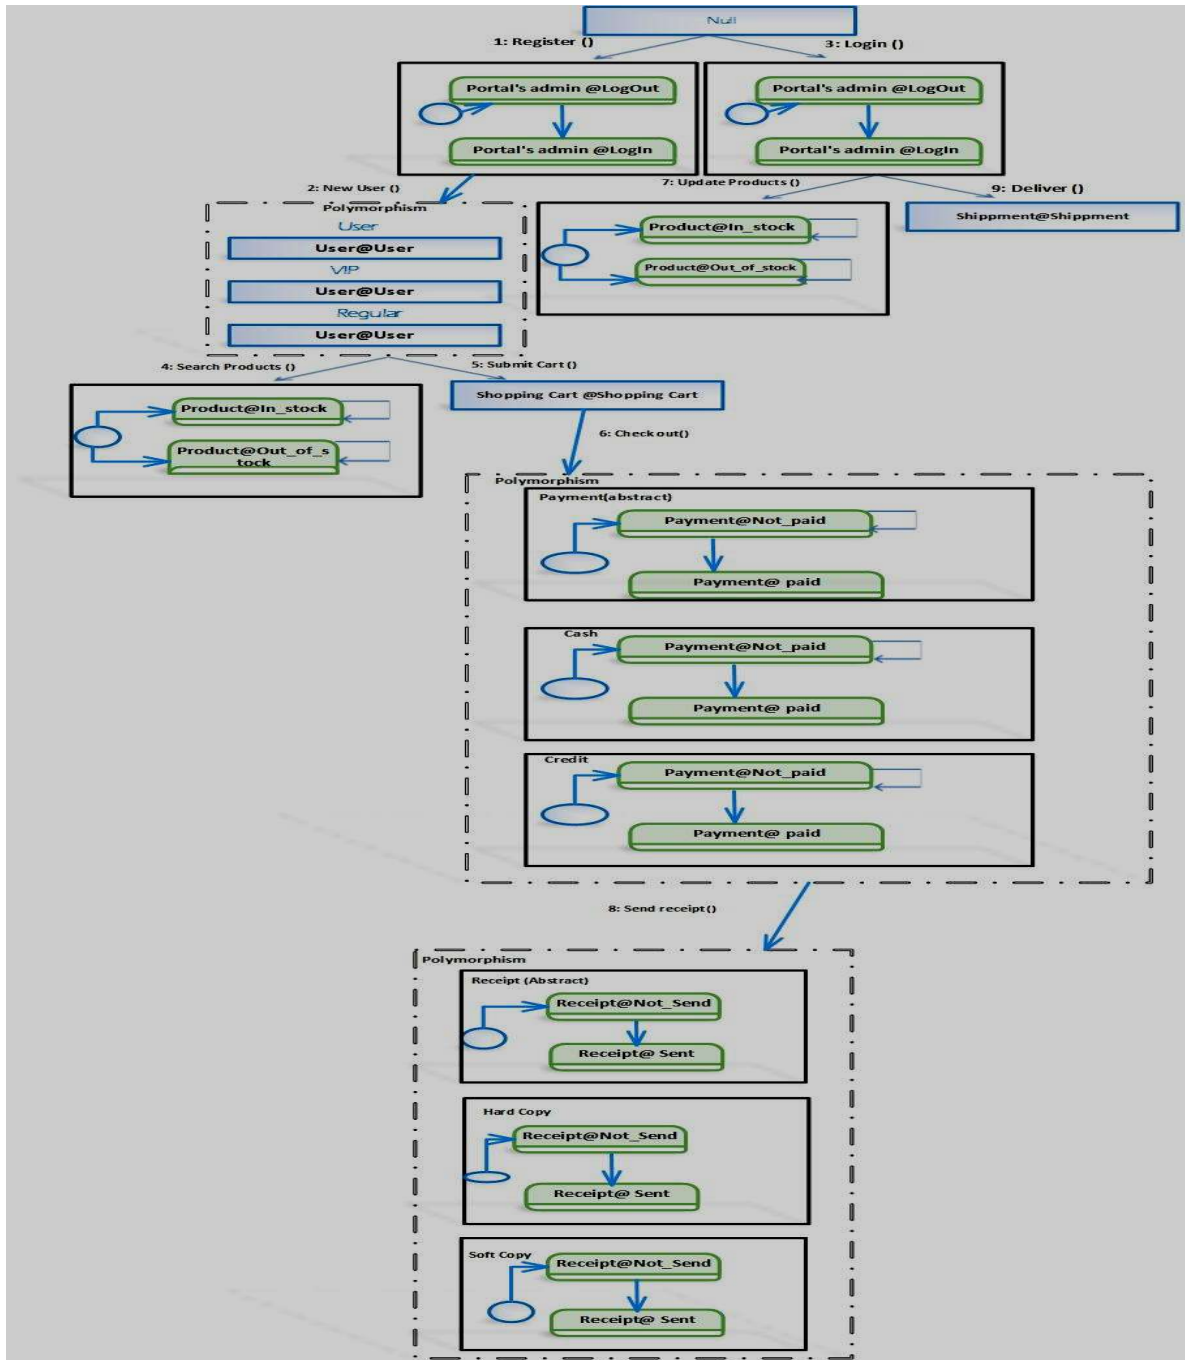 Null
1: Register ()
3: Login ()
Portal's admin @LogOut
Portal's admin @LogIn
Portal's admin @LogOut
Portal's admin @LogIn
2: New User ()
7: Update Products ()
9: Deliver ()
Polymorphism
User
User@User
VIP
User@User
Regular
User@User
Product@In_stock
Product@Out_of_stock
Shippment@Shippment
4: Search Products ()
5: Submit Cart ()
Product@In_stock
Product@Out_of_s
tock
Shopping Cart @Shopping Cart
6: Check out()
Polymorphism
Payment(abstract)
Payment@Not_paid
Payment@ paid
Cash
Payment@Not_paid
Payment@ paid
Credit
Payment@Not_paid
Payment@ paid
8: Send receipt()
Polymorphism
Receipt (Abstract)
Receipt@Not_Send
Receipt@ Sent
Hard Copy
Receipt@Not_Send
Receipt@ Sent
Soft Copy
Receipt@Not_Send
Receipt@ Sent